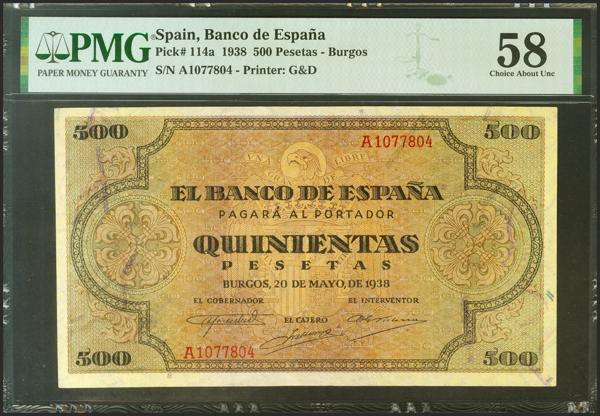 PMG
PAPER MONEY GUARANTY
Spain, Banco de España
Pick# 114a 1938 500 Pesetas - Burgos
S/N A1077804 - Printer: G&D
58
Choice About Unc
500
500
A1077804
UNA
LIBRE
EL BANCO DE ESPAÑA
PAGARÁ AL PORTADOR
QUINIENTAS
PESETAS
BURGOS, 20 DE MAYO, DE 1938
EL GOBERNADOR
EL CAJERO
EL INTERVENTOR
A1077804
500
500